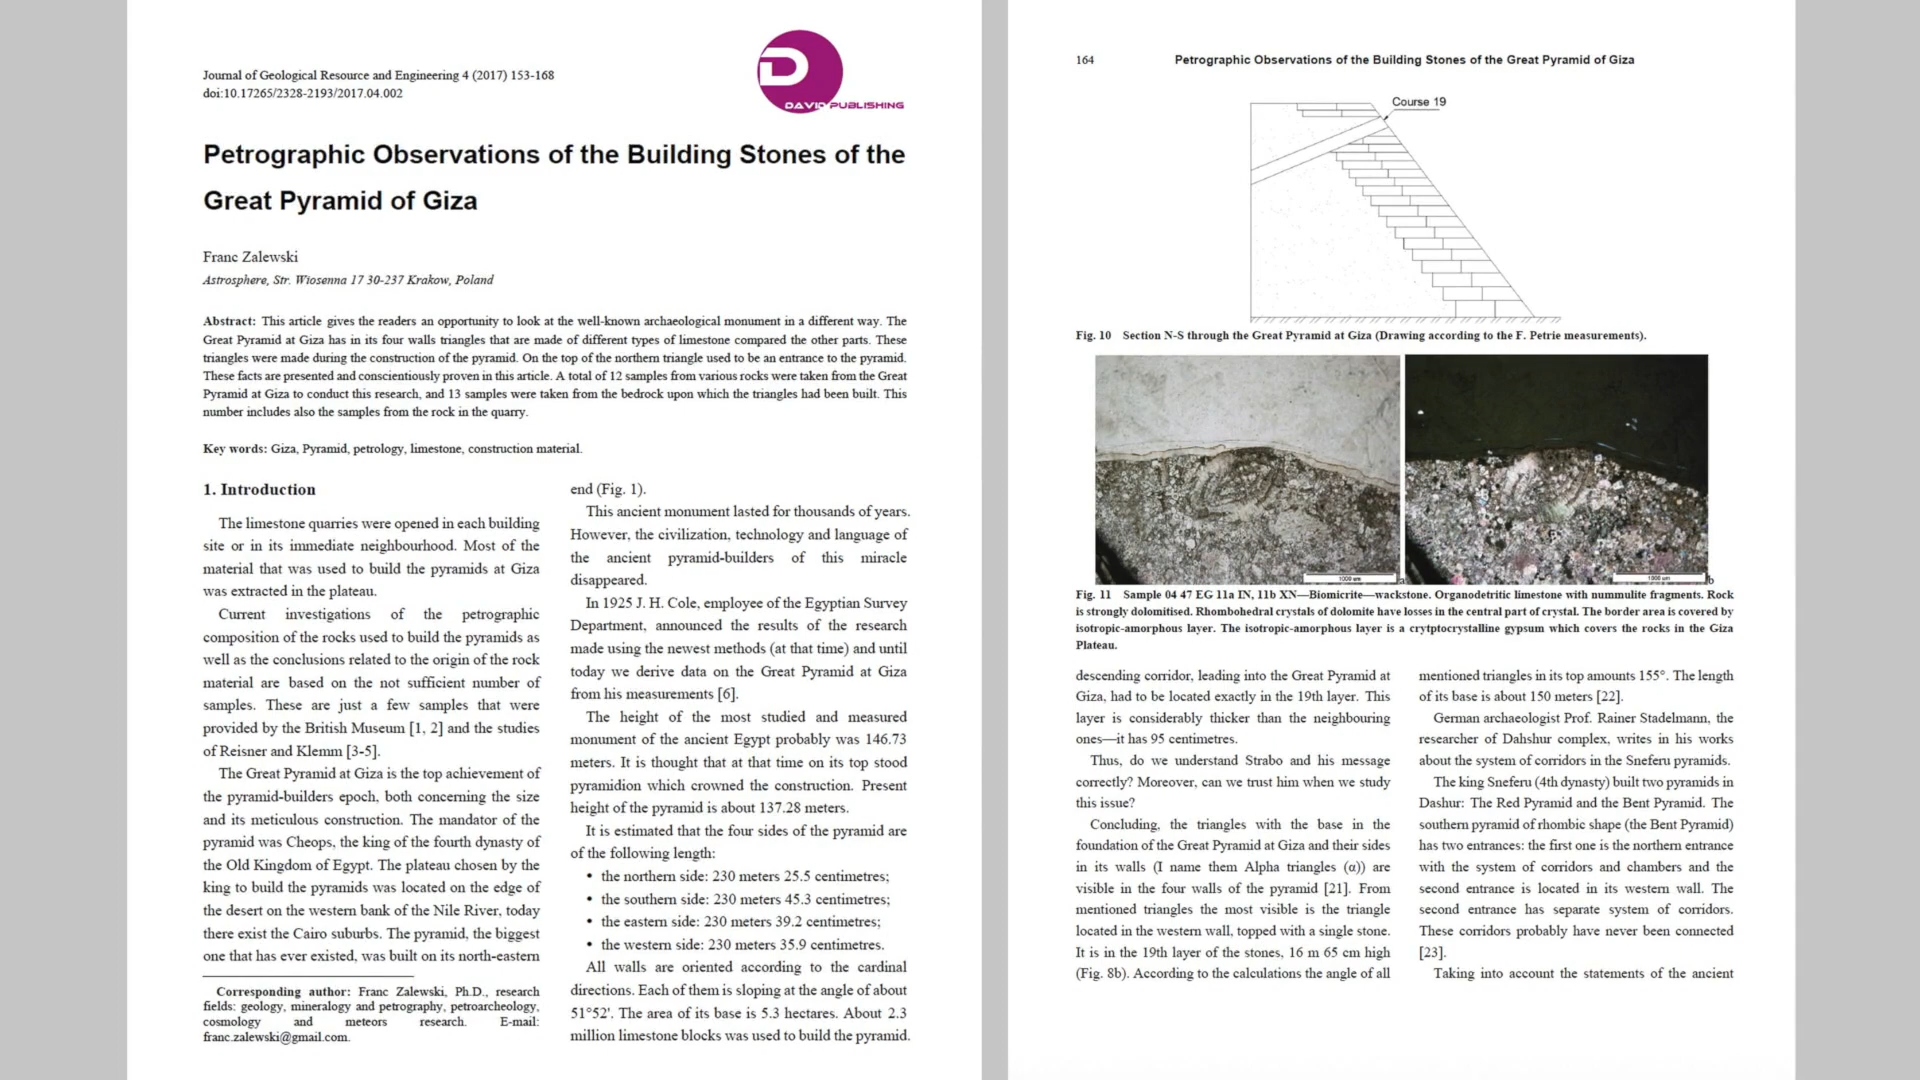 Journal of Geological Resource and Engineering 4 (2017) 153-168
doi:10.17265/2328-2193/2017.04.002
D
DAVID PUBLISHING
Petrographic Observations of the Building Stones of the
Great Pyramid of Giza
Franc Zalewski
Astrosphere, Str. Wiosenna 17 30-237 Krakow, Poland
Abstract: This article gives the readers an opportunity to look at the well-known archaeological monument in a different way. The
Great Pyramid at Giza has in its four walls triangles that are made of different types of limestone compared the other parts. These
triangles were made during the construction of the pyramid. On the top of the northern triangle used to be an entrance to the pyramid.
These facts are presented and conscientiously proven in this article. A total of 12 samples from various rocks were taken from the Great
Pyramid at Giza to conduct this research, and 13 samples were taken from the bedrock upon which the triangles had been built. This
number includes also the samples from the rock in the quarry.
Key words: Giza, Pyramid, petrology, limestone, construction material.
1. Introduction
The limestone quarries were opened in each building
site or in its immediate neighbourhood. Most of the
material that was used to build the pyramids at Giza
was extracted in the plateau.
Current investigations of the petrographic
composition of the rocks used to build the pyramids as
well as the conclusions related to the origin of the rock
material are based on the not sufficient number of
samples. These are just a few samples that were
provided by the British Museum [1, 2] and the studies
of Reisner and Klemm [3-5].
The Great Pyramid at Giza is the top achievement of
the pyramid-builders epoch, both concerning the size
and its meticulous construction. The mandator of the
pyramid was Cheops, the king of the fourth dynasty of
the Old Kingdom of Egypt. The plateau chosen by the
king to build the pyramids was located on the edge of
the desert on the western bank of the Nile River, today
there exist the Cairo suburbs. The pyramid, the biggest
one that has ever existed, was built on its north-eastern
Corresponding author: Franc Zalewski, Ph.D., research
fields: geology, mineralogy and petrography, petroarcheology,
cosmology and meteors research. E-mail:
franc.zalewski@gmail.com.
end (Fig. 1).
This ancient monument lasted for thousands of years.
However, the civilization, technology and language of
the ancient pyramid-builders of this miracle
disappeared.
In 1925 J. H. Cole, employee of the Egyptian Survey
Department, announced the results of the research
made using the newest methods (at that time) and until
today we derive data on the Great Pyramid at Giza
from his measurements [6].
The height of the most studied and measured
monument of the ancient Egypt probably was 146.73
meters. It is thought that at that time on its top stood
pyramidion which crowned the construction. Present
height of the pyramid is about 137.28 meters.
It is estimated that the four sides of the pyramid are
of the following length:
• the northern side: 230 meters 25.5 centimetres;
• the southern side: 230 meters 45.3 centimetres;
• the eastern side: 230 meters 39.2 centimetres;
• the western side: 230 meters 35.9 centimetres.
All walls are oriented according to the cardinal
directions. Each of them is sloping at the angle of about
51°52'. The area of its base is 5.3 hectares. About 2.3
million limestone blocks was used to build the pyramid.
164
Petrographic Observations of the Building Stones of the Great Pyramid of Giza
Course 19
Fig. 10 Section N-S through the Great Pyramid at Giza (Drawing according to the F. Petrie measurements).
1000 um
a
1000 um
b
Fig. 11 Sample 04 47 EG 11a IN, 11b XN—Biomicrite—wackstone. Organodetritic limestone with nummulite fragments. Rock
is strongly dolomitised. Rhombohedral crystals of dolomite have losses in the central part of crystal. The border area is covered by
isotropic-amorphous layer. The isotropic-amorphous layer is a crytptocrystalline gypsum which covers the rocks in the Giza
Plateau.
descending corridor, leading into the Great Pyramid at
Giza, had to be located exactly in the 19th layer. This
layer is considerably thicker than the neighbouring
ones—it has 95 centimetres.
Thus, do we understand Strabo and his message
correctly? Moreover, can we trust him when we study
this issue?
Concluding, the triangles with the base in the
foundation of the Great Pyramid at Giza and their sides
in its walls (I name them Alpha triangles (α)) are
visible in the four walls of the pyramid [21]. From
mentioned triangles the most visible is the triangle
located in the western wall, topped with a single stone.
It is in the 19th layer of the stones, 16 m 65 cm high
(Fig. 8b). According to the calculations the angle of all
mentioned triangles in its top amounts 155°. The length
of its base is about 150 meters [22].
German archaeologist Prof. Rainer Stadelmann, the
researcher of Dahshur complex, writes in his works
about the system of corridors in the Sneferu pyramids.
The king Sneferu (4th dynasty) built two pyramids in
Dashur: The Red Pyramid and the Bent Pyramid. The
southern pyramid of rhombic shape (the Bent Pyramid)
has two entrances: the first one is the northern entrance
with the system of corridors and chambers and the
second entrance is located in its western wall. The
second entrance has separate system of corridors.
These corridors probably have never been connected
[23].
Taking into account the statements of the ancient